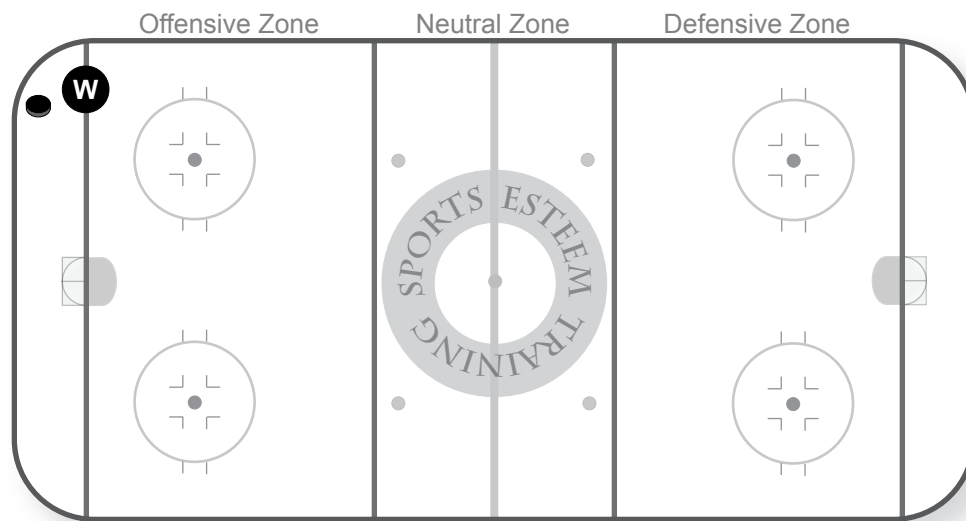 Offensive Zone Neutral Zone Defensive Zone
W
SPORTS ESTEEM
TRAINING